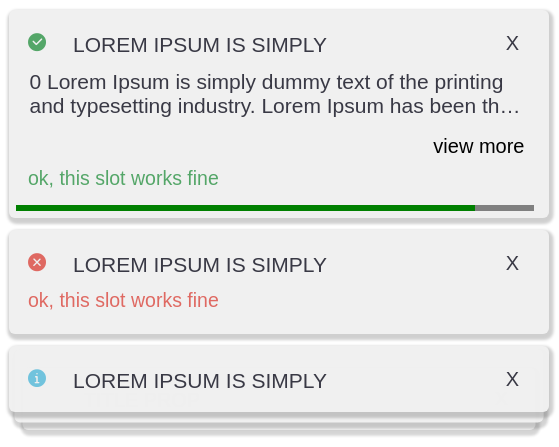 LOREM IPSUM IS SIMPLY X
0 Lorem Ipsum is simply dummy text of the printing
and typesetting industry. Lorem Ipsum has been th…
view more
ok, this slot works fine
LOREM IPSUM IS SIMPLY X
ok, this slot works fine
LOREM IPSUM IS SIMPLY X